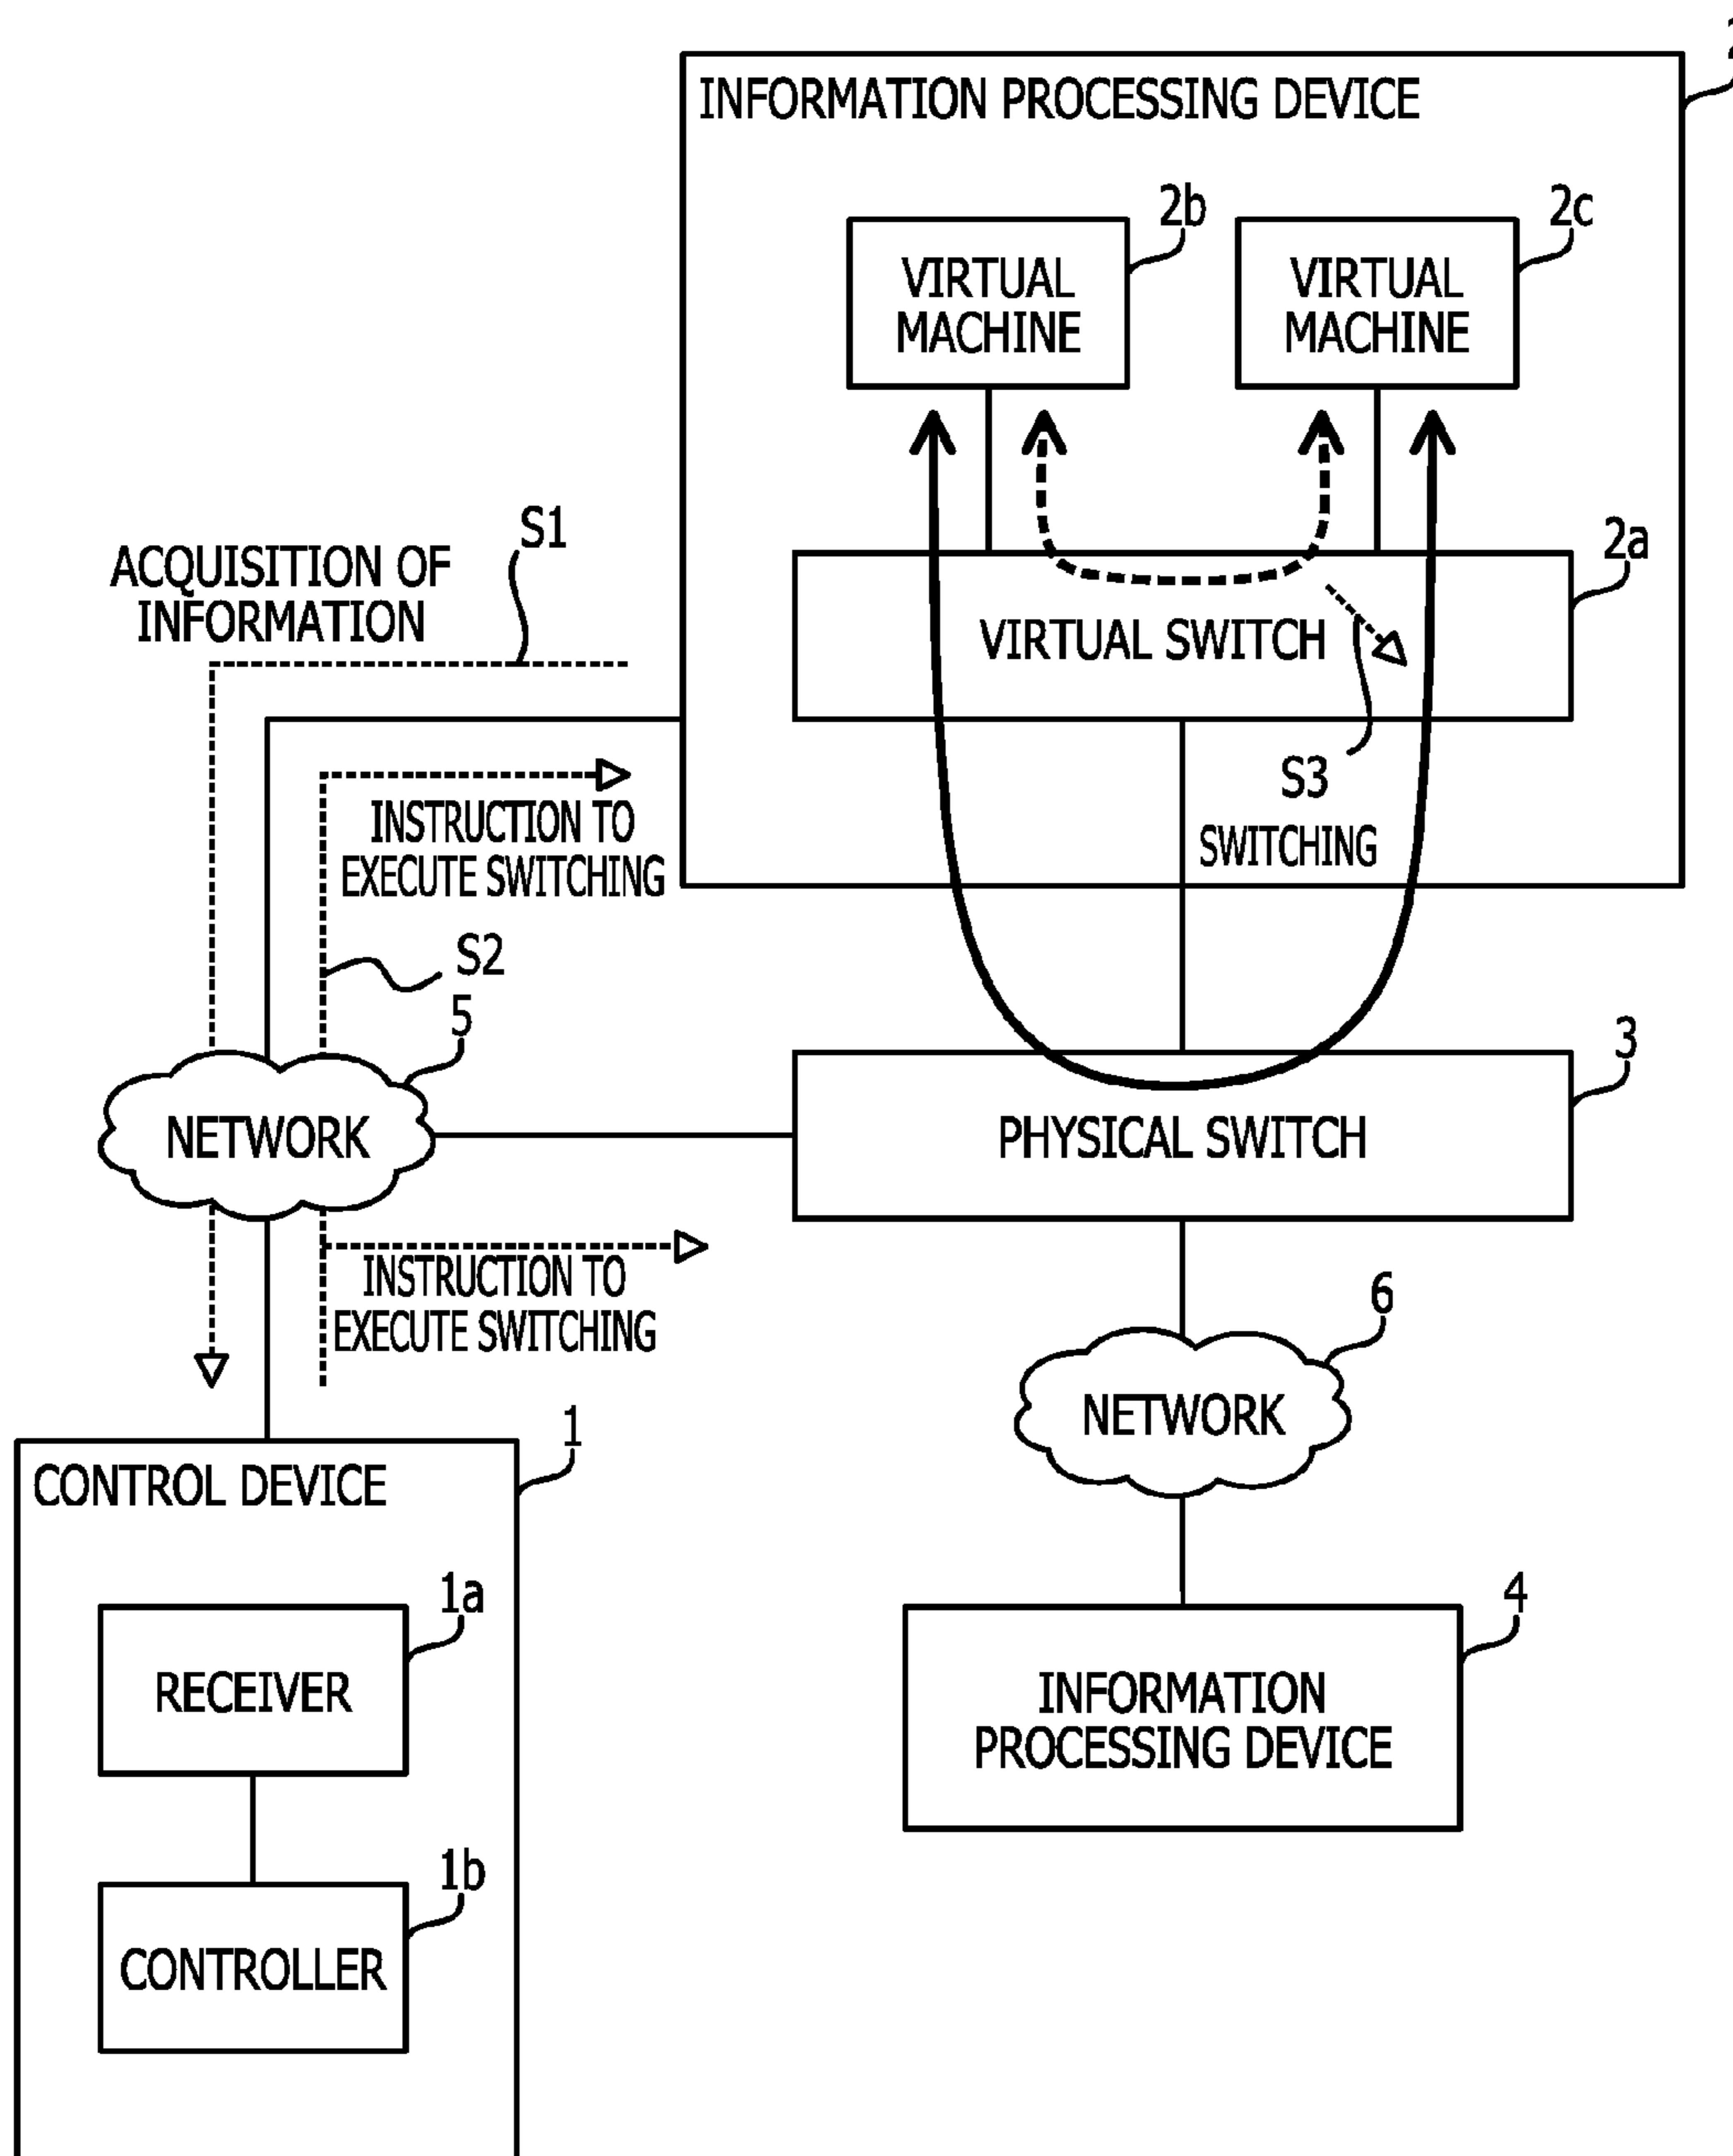 2
INFORMATION PROCESSING DEVICE
2b
2c
VIRTUAL
MACHINE
VIRTUAL
MACHINE
S1
2a
ACQUISITION OF
INFORMATION
VIRTUAL SWITCH
S3
SWITCHING
INSTRUCTION TO
EXECUTE SWITCHING
S2
5
3
NETWORK
PHYSICAL SWITCH
INSTRUCTION TO
EXECUTE SWITCHING
6
NETWORK
1
CONTROL DEVICE
1a
4
RECEIVER
INFORMATION
PROCESSING DEVICE
1b
CONTROLLER